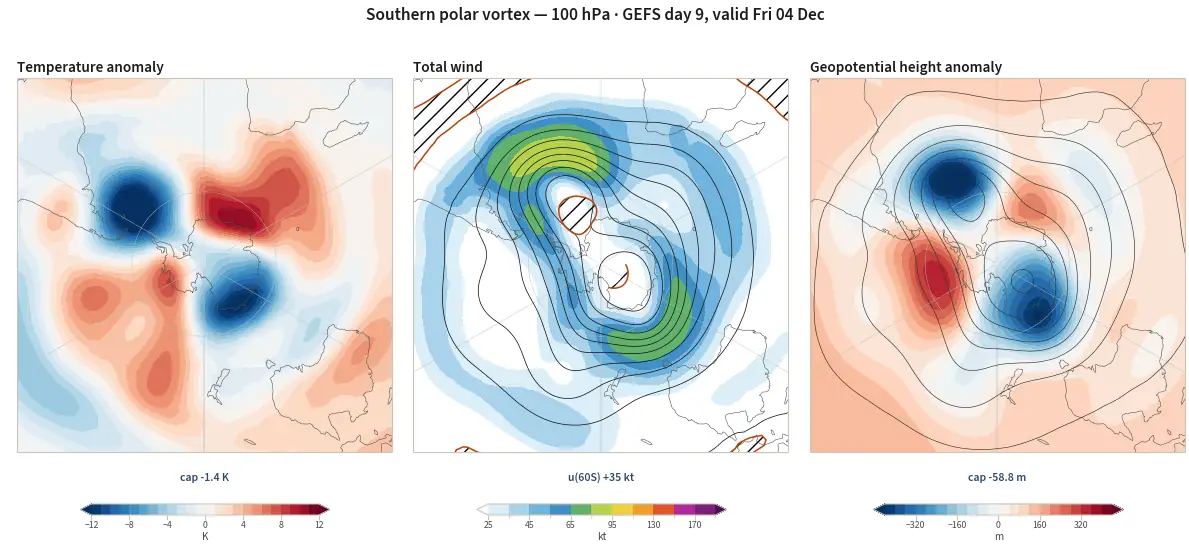 Southern polar vortex — 100 hPa · GEFS day 9, valid Fri 04 Dec
Temperature anomaly
Total wind
Geopotential height anomaly
cap -1.4 K
u(60S) +35 kt
cap -58.8 m
−12 −8 −4 0 4 8 12
K
25 45 65 95 130 170
kt
−320 −160 0 160 320
m